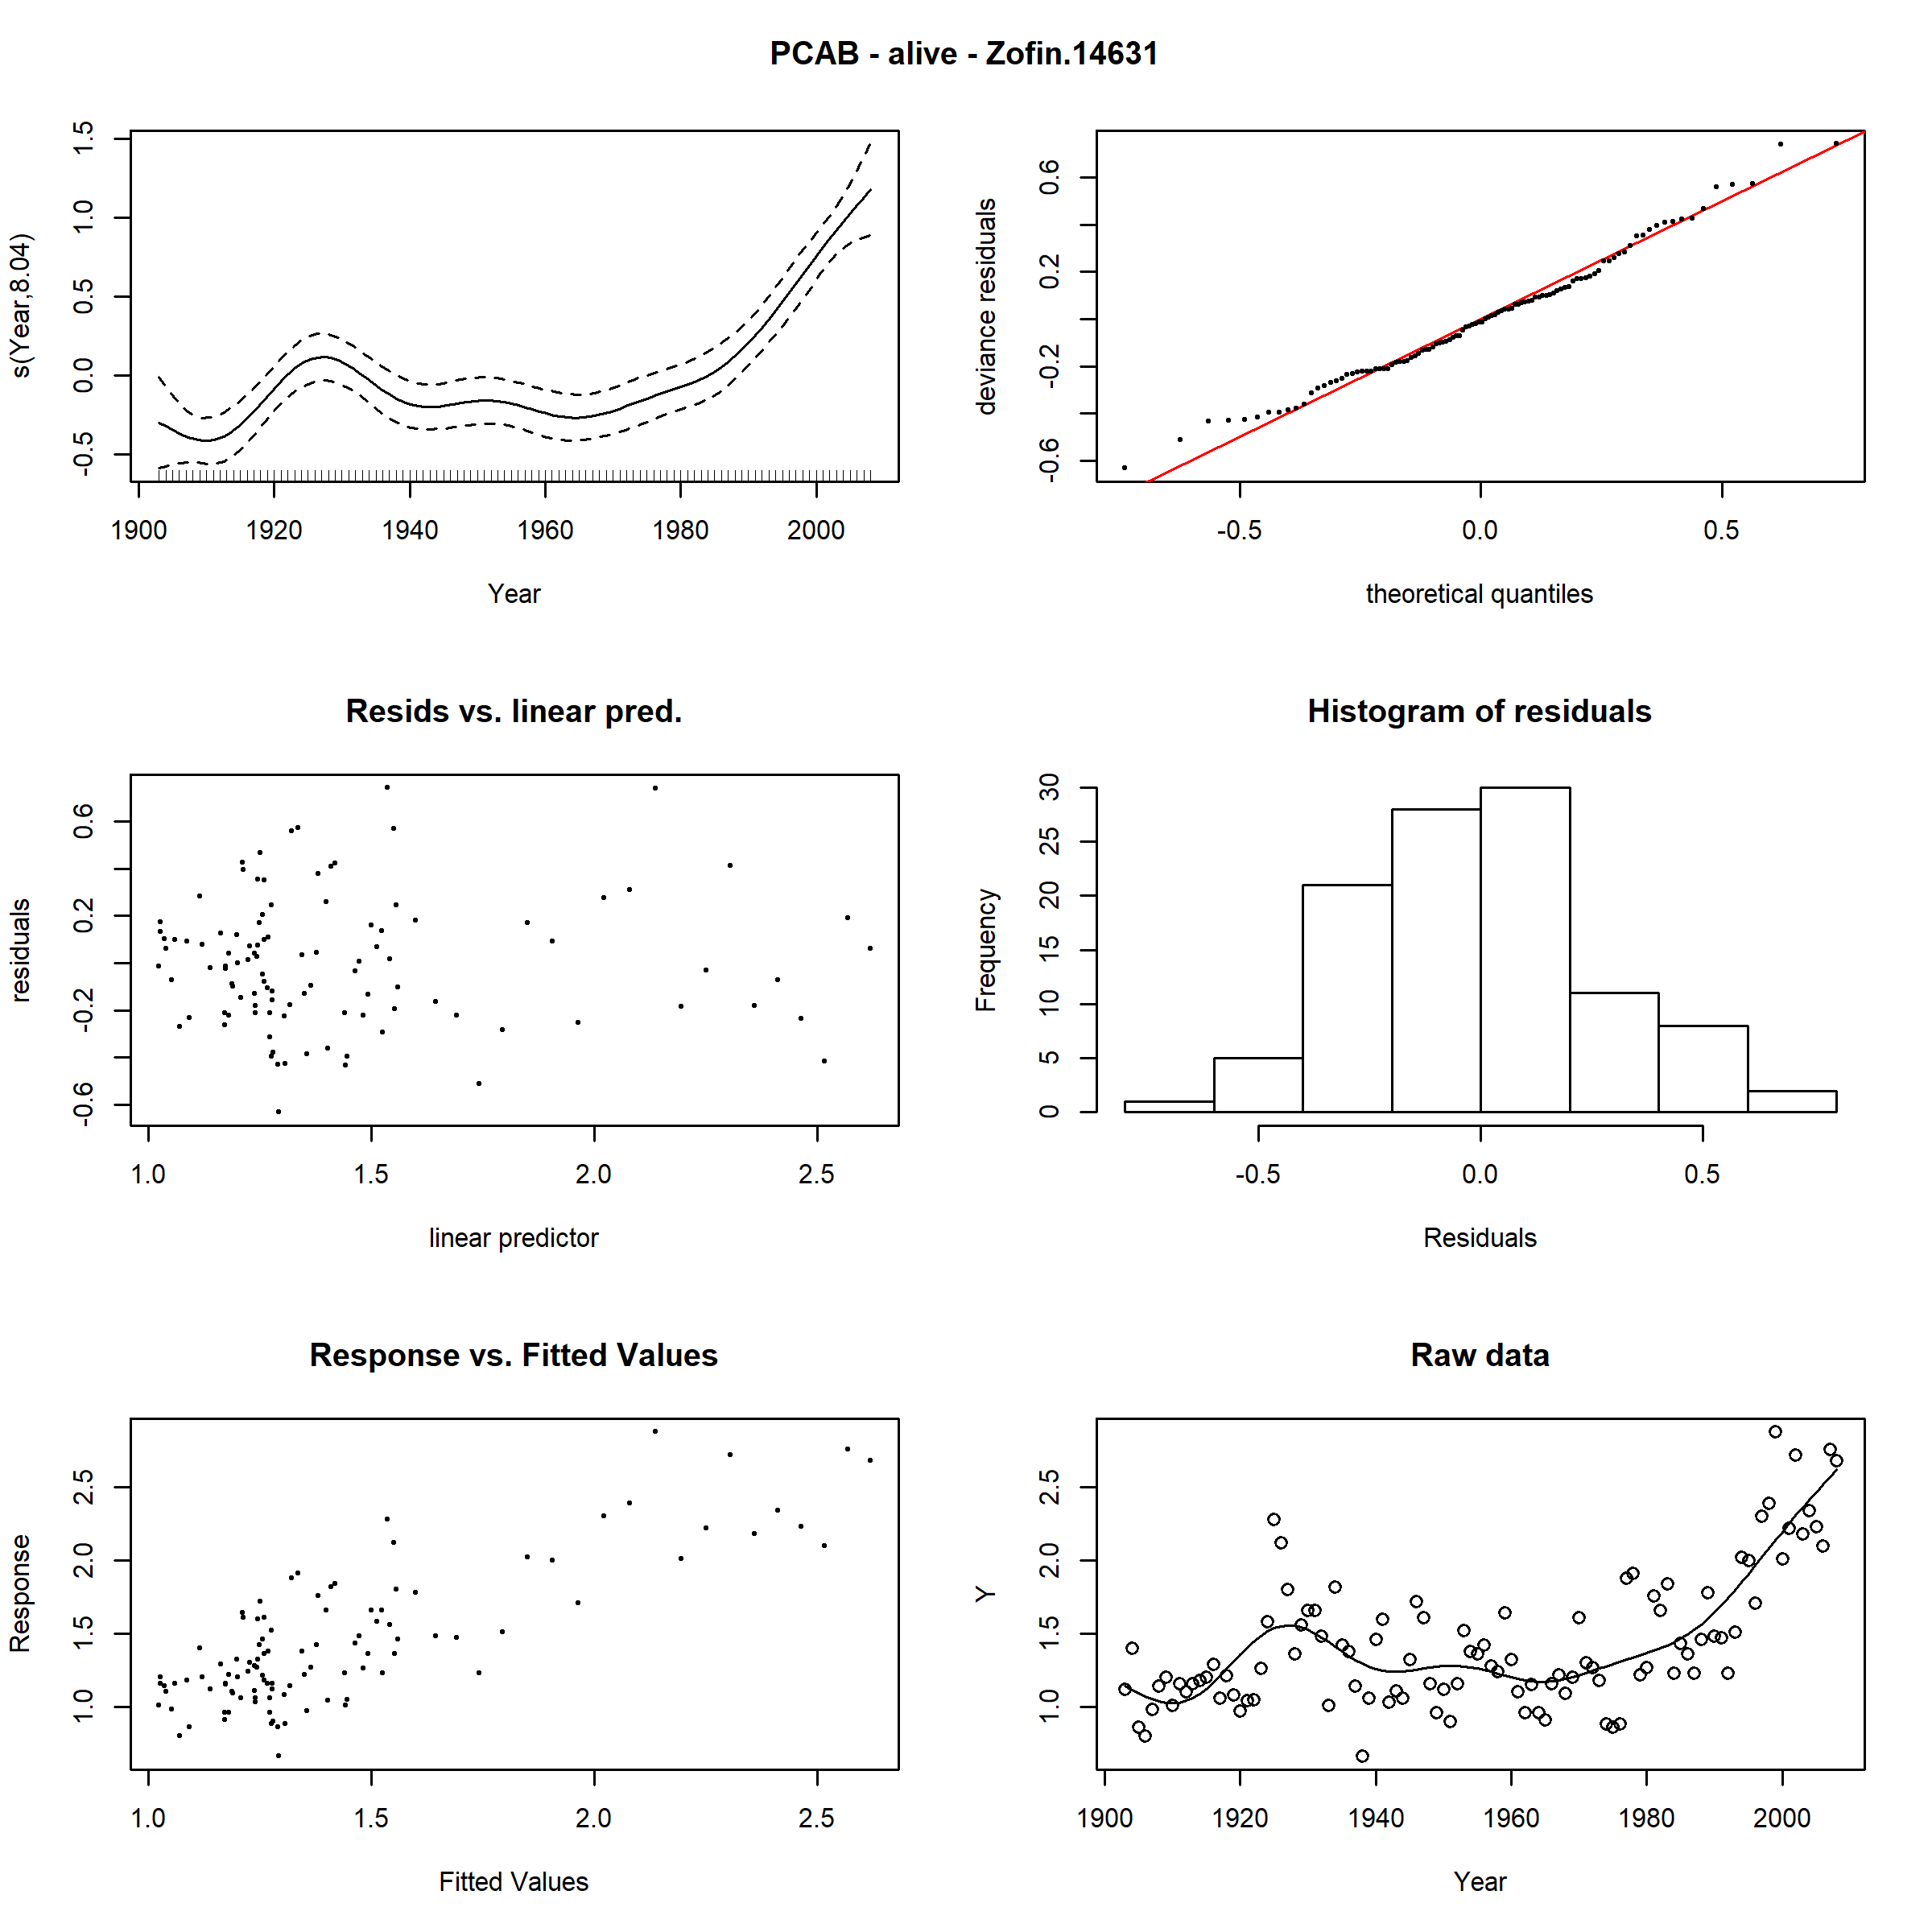 PCAB - alive - Zofin.14631
s(Year,8.04)
-0.5 0.0 0.5 1.0 1.5
1900 1920 1940 1960 1980 2000
Year
deviance residuals
-0.6 -0.2 0.2 0.6
-0.5 0.0 0.5
theoretical quantiles
Resids vs. linear pred.
residuals
-0.6 -0.2 0.2 0.6
1.0 1.5 2.0 2.5
linear predictor
Histogram of residuals
Frequency
0 5 10 15 20 25 30
-0.5 0.0 0.5
Residuals
Response vs. Fitted Values
Response
1.0 1.5 2.0 2.5
1.0 1.5 2.0 2.5
Fitted Values
Raw data
Y
1.0 1.5 2.0 2.5
1900 1920 1940 1960 1980 2000
Year